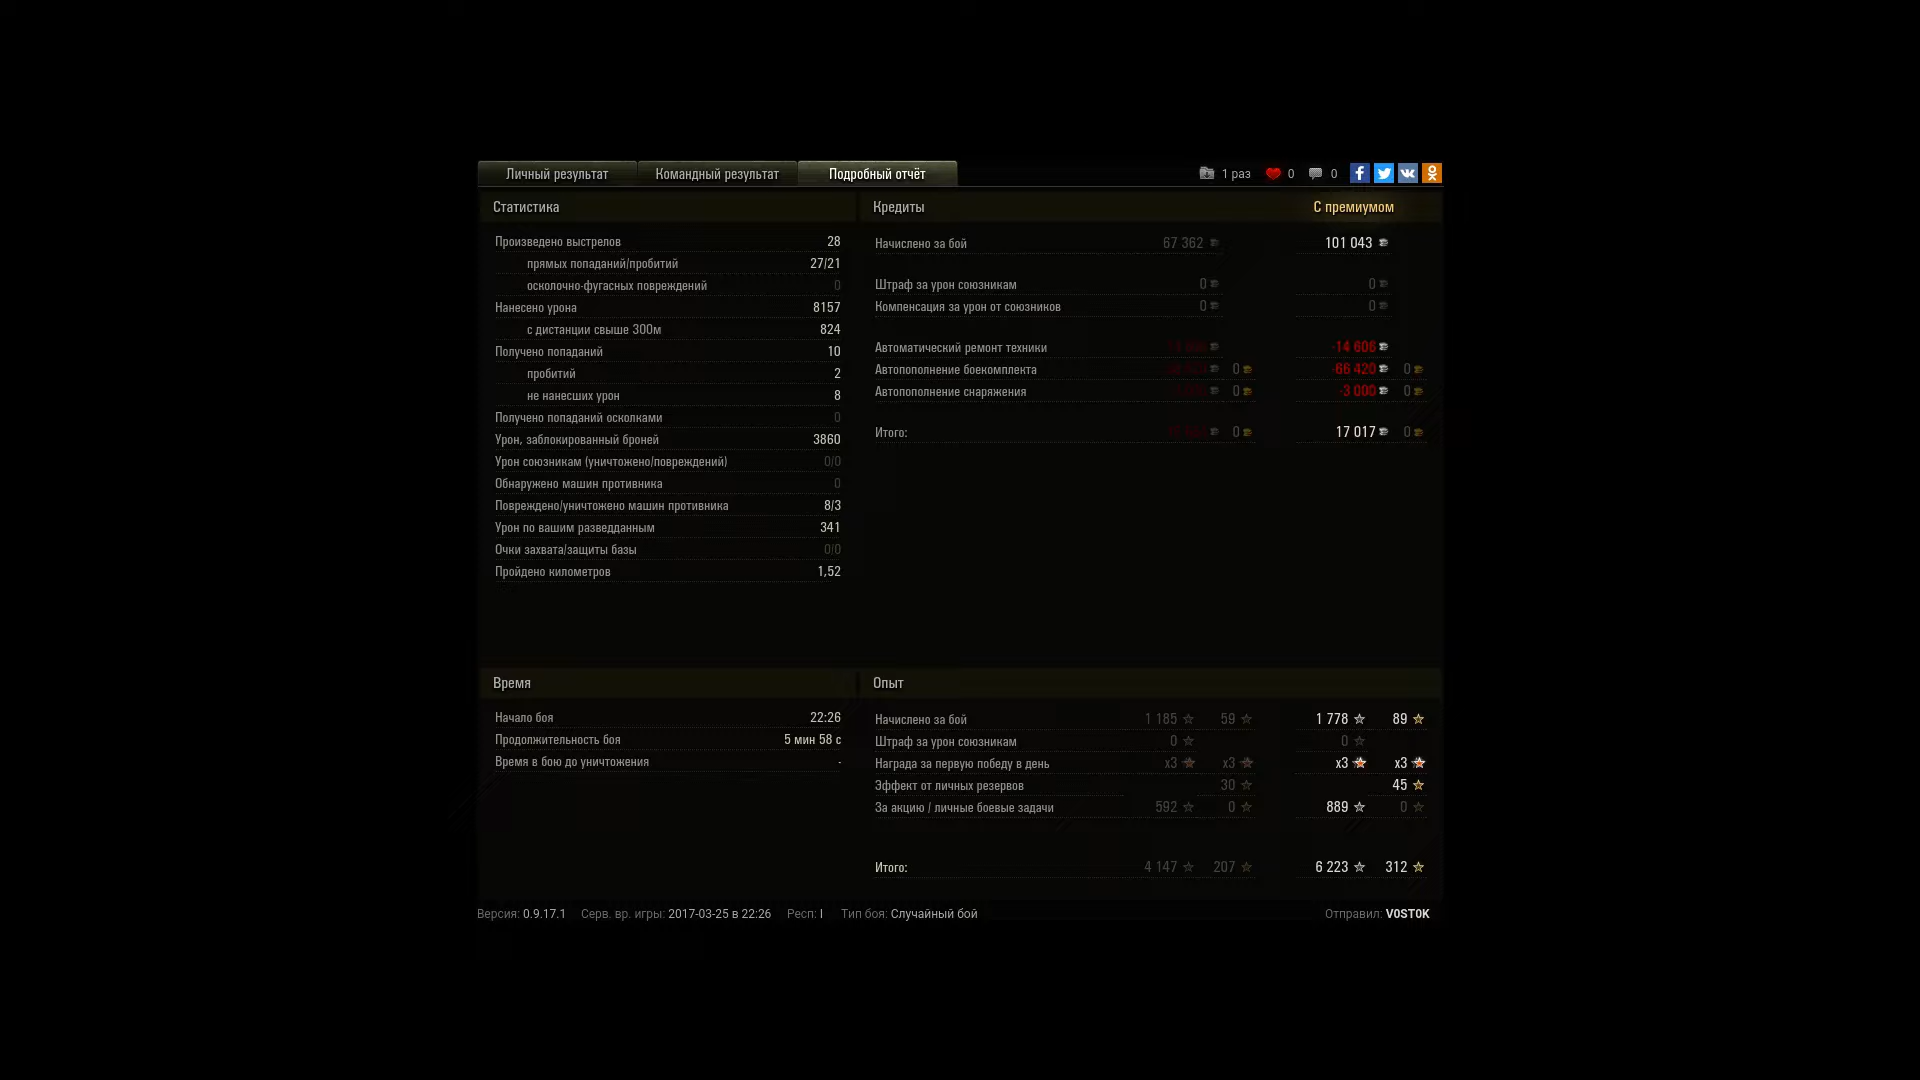 Личный результат Командный результат Подробный отчёт 1 раз 0 0
Статистика
Произведено выстрелов 28
прямых попаданий/пробитий 27/21
осколочно-фугасных повреждений 0
Нанесено урона 8157
с дистанции свыше 300м 824
Получено попаданий 10
пробитий 2
не нанесших урон 8
Получено попаданий осколками 0
Урон, заблокированный броней 3860
Урон союзникам (уничтожено/повреждений) 0/0
Обнаружено машин противника 0
Повреждено/уничтожено машин противника 8/3
Урон по вашим разведданным 341
Очки захвата/защиты базы 0/0
Пройдено километров 1,52
Кредиты С премиумом
Начислено за бой 67 362 101 043
Штраф за урон союзникам 0 0
Компенсация за урон от союзников 0 0
Автоматический ремонт техники -14 606
Автопополнение боекомплекта 0 -66 420 0
Автопополнение снаряжения 0 -3 000 0
Итого: 0 17 017 0
Время
Начало боя 22:26
Продолжительность боя 5 мин 58 с
Время в бою до уничтожения -
Опыт
Начислено за бой 1 185 59 1 778 89
Штраф за урон союзникам 0 0
Награда за первую победу в день x3 x3 x3 x3
Эффект от личных резервов 30 45
За акцию / личные боевые задачи 592 0 889 0
Итого: 4 147 207 6 223 312
Версия: 0.9.17.1 Серв. вр. игры: 2017-03-25 в 22:26 Респ: I Тип боя: Случайный бой Отправил: V0ST0K